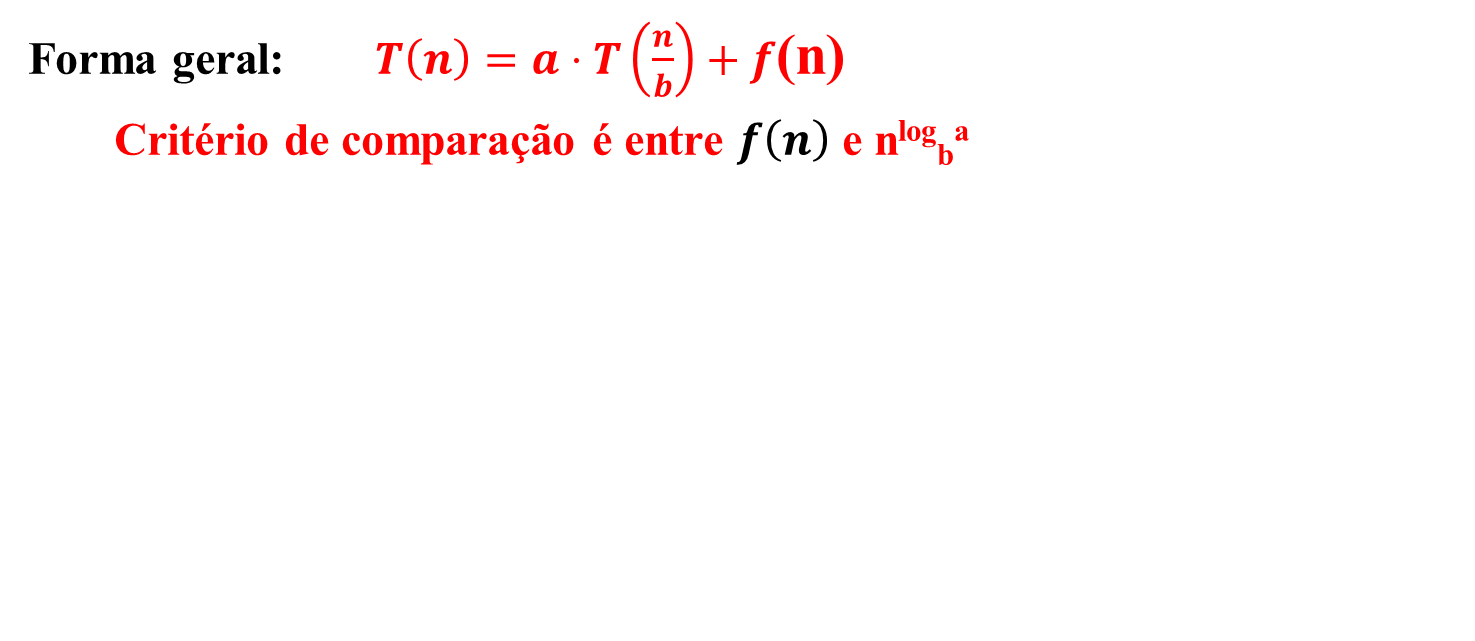 Forma geral: T(n) = a · T(n/b) + f(n)
Critério de comparação é entre f(n) e n^log_b a